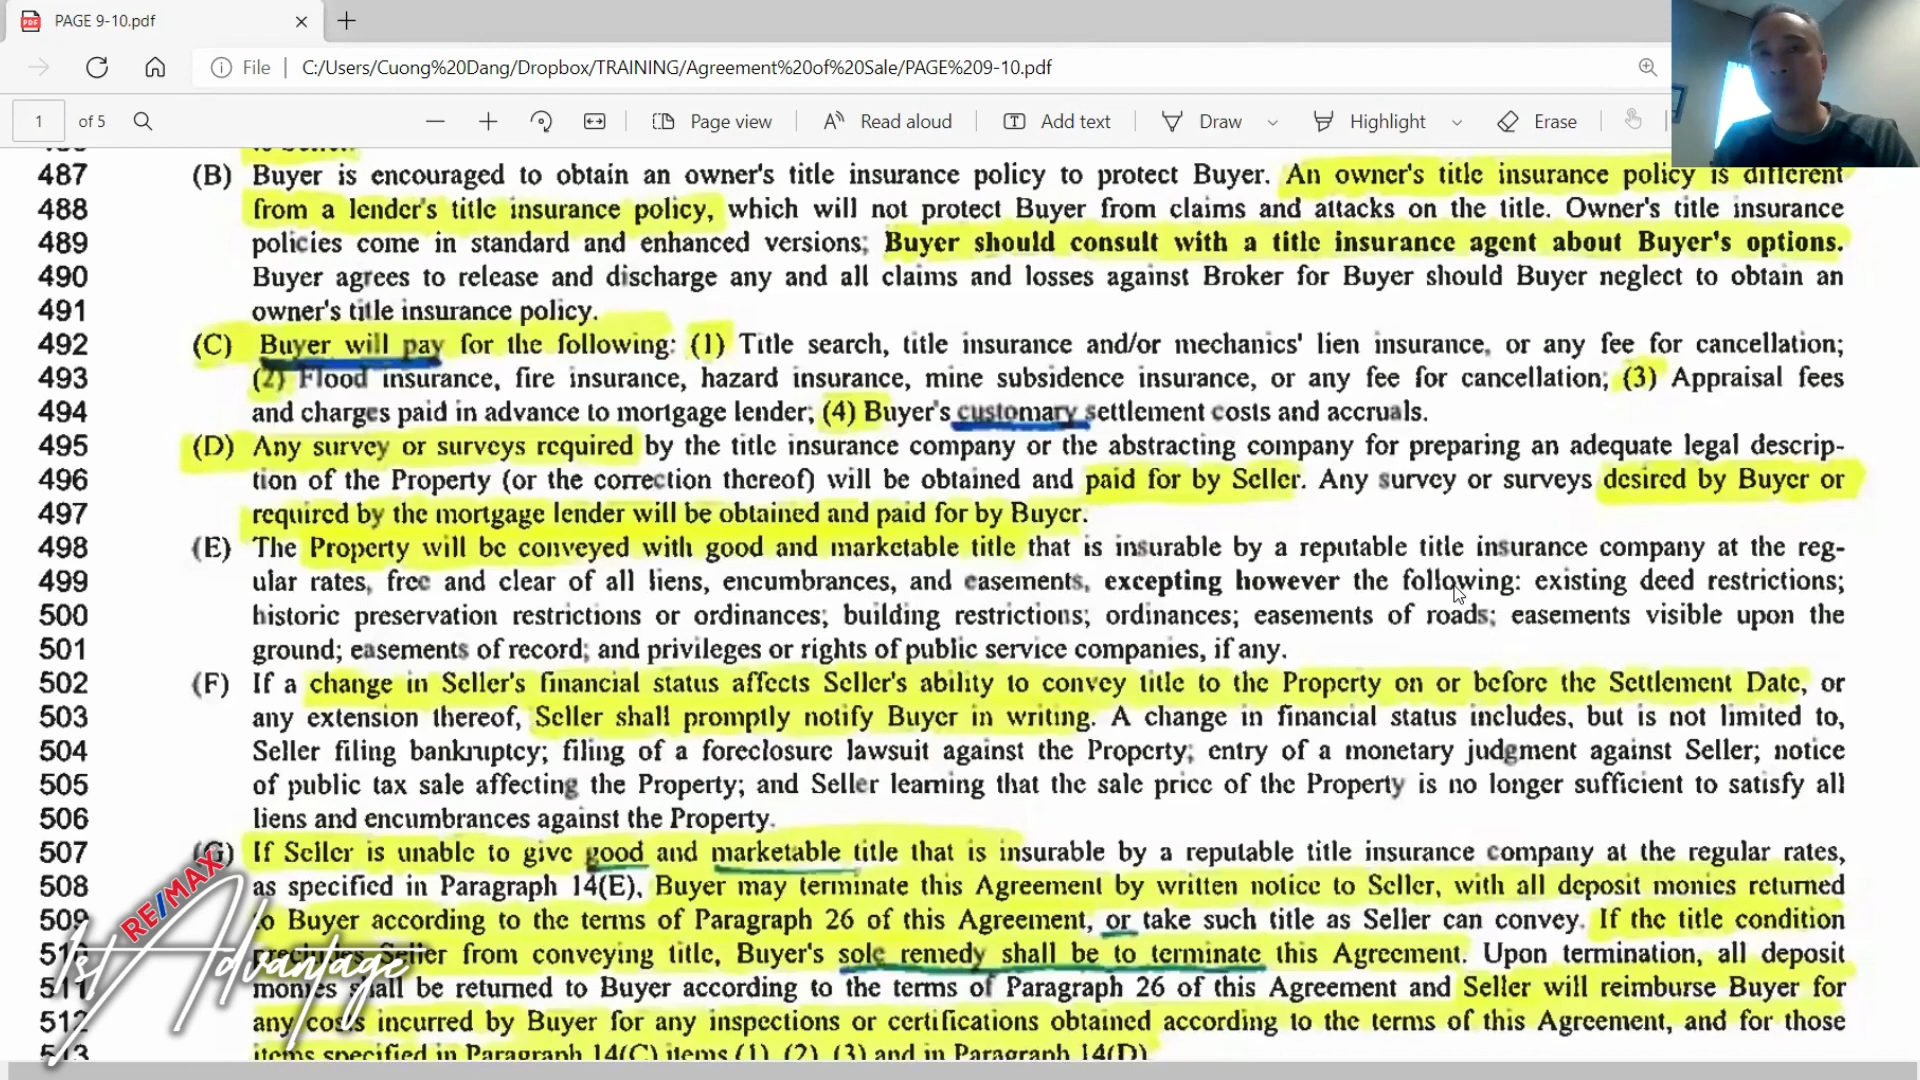 PAGE 9-10.pdf
File C:/Users/Cuong%20Dang/Dropbox/TRAINING/Agreement%20of%20Sale/PAGE%209-10.pdf
1 of 5 Page view Read aloud Add text Draw Highlight Erase
487 (B) Buyer is encouraged to obtain an owner's title insurance policy to protect Buyer. An owner's title insurance policy is different
488 from a lender's title insurance policy, which will not protect Buyer from claims and attacks on the title. Owner's title insurance
489 policies come in standard and enhanced versions; Buyer should consult with a title insurance agent about Buyer's options.
490 Buyer agrees to release and discharge any and all claims and losses against Broker for Buyer should Buyer neglect to obtain an
491 owner's title insurance policy.
492 (C) Buyer will pay for the following: (1) Title search, title insurance and/or mechanics' lien insurance, or any fee for cancellation;
493 (2) Flood insurance, fire insurance, hazard insurance, mine subsidence insurance, or any fee for cancellation; (3) Appraisal fees
494 and charges paid in advance to mortgage lender; (4) Buyer's customary settlement costs and accruals.
495 (D) Any survey or surveys required by the title insurance company or the abstracting company for preparing an adequate legal descrip-
496 tion of the Property (or the correction thereof) will be obtained and paid for by Seller. Any survey or surveys desired by Buyer or
497 required by the mortgage lender will be obtained and paid for by Buyer.
498 (E) The Property will be conveyed with good and marketable title that is insurable by a reputable title insurance company at the reg-
499 ular rates, free and clear of all liens, encumbrances, and easements, excepting however the following: existing deed restrictions;
500 historic preservation restrictions or ordinances; building restrictions; ordinances; easements of roads; easements visible upon the
501 ground; easements of record; and privileges or rights of public service companies, if any.
502 (F) If a change in Seller's financial status affects Seller's ability to convey title to the Property on or before the Settlement Date, or
503 any extension thereof, Seller shall promptly notify Buyer in writing. A change in financial status includes, but is not limited to,
504 Seller filing bankruptcy; filing of a foreclosure lawsuit against the Property; entry of a monetary judgment against Seller; notice
505 of public tax sale affecting the Property; and Seller learning that the sale price of the Property is no longer sufficient to satisfy all
506 liens and encumbrances against the Property.
507 (G) If Seller is unable to give good and marketable title that is insurable by a reputable title insurance company at the regular rates,
508 as specified in Paragraph 14(E), Buyer may terminate this Agreement by written notice to Seller, with all deposit monies returned
509 to Buyer according to the terms of Paragraph 26 of this Agreement, or take such title as Seller can convey. If the title condition
510 precludes Seller from conveying title, Buyer's sole remedy shall be to terminate this Agreement. Upon termination, all deposit
511 monies shall be returned to Buyer according to the terms of Paragraph 26 of this Agreement and Seller will reimburse Buyer for
512 any costs incurred by Buyer for any inspections or certifications obtained according to the terms of this Agreement, and for those
513 items specified in Paragraph 14(C) items (1), (2), (3) and in Paragraph 14(D).
RE/MAX
1st Advantage